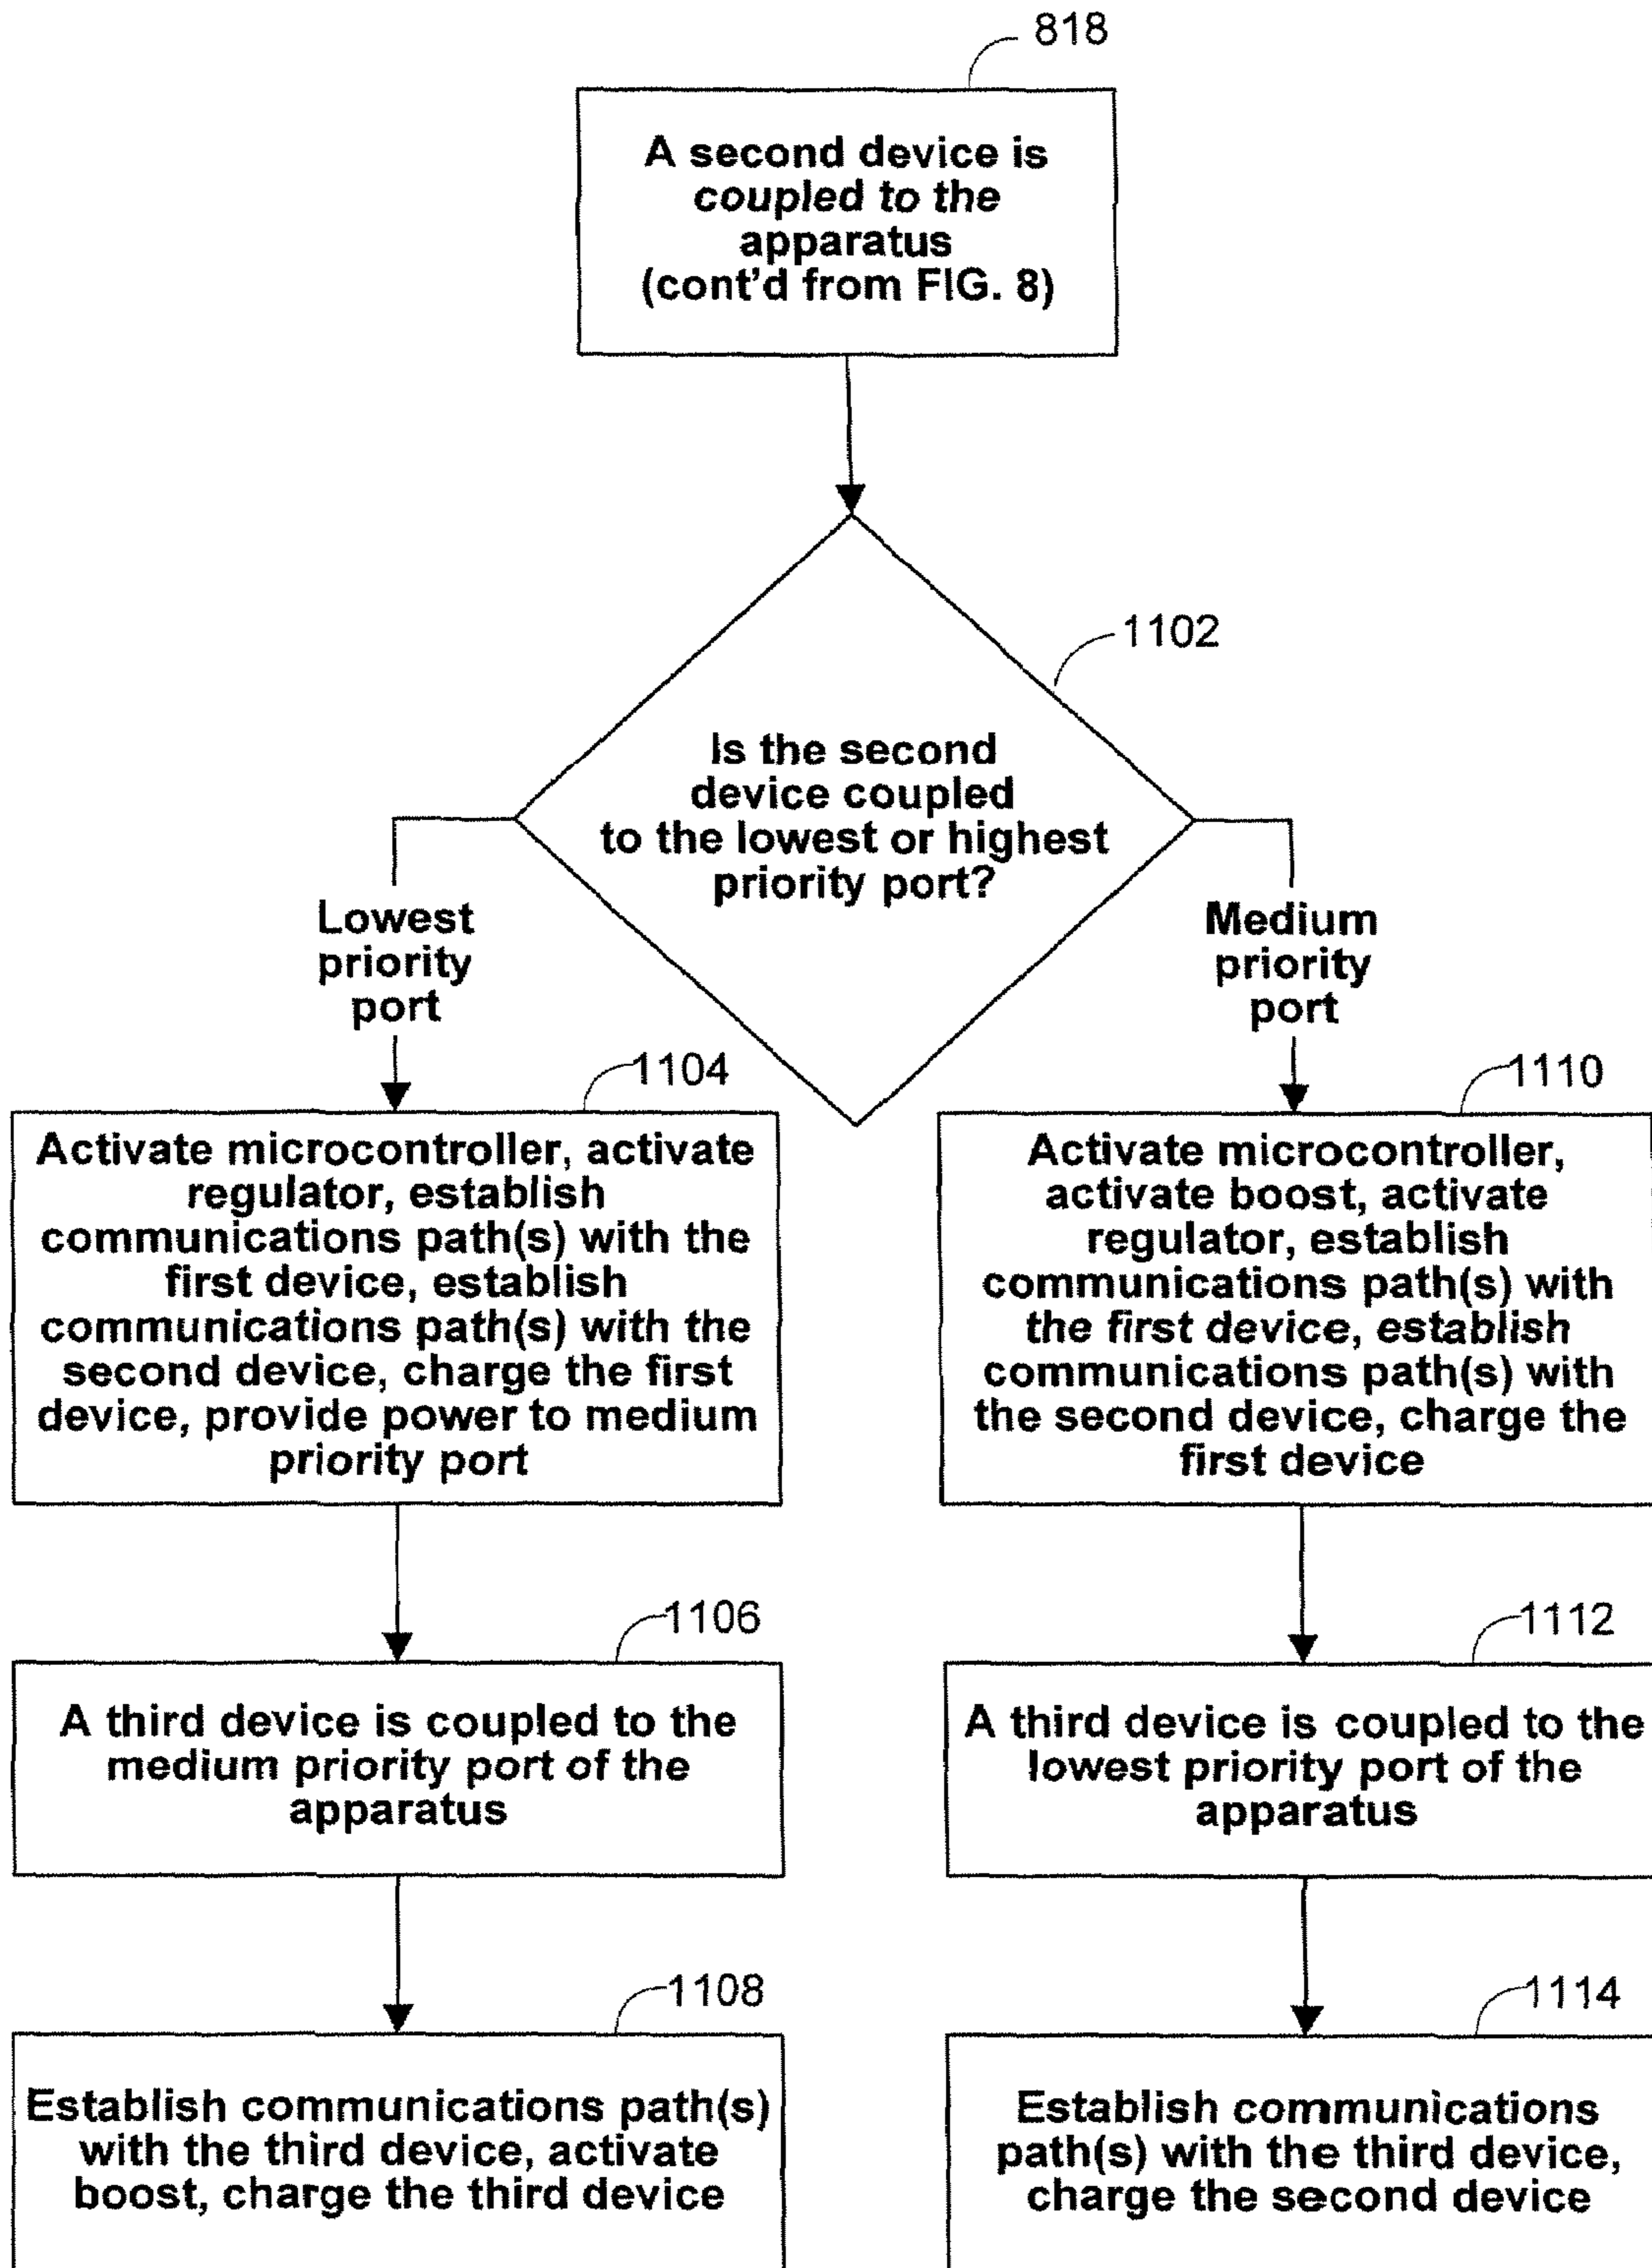 818
A second device is
coupled to the
apparatus
(cont'd from FIG. 8)
1102
Is the second
device coupled
to the lowest or highest
priority port?
Lowest
priority
port
Medium
priority
port
1104
Activate microcontroller, activate
regulator, establish
communications path(s) with the
first device, establish
communications path(s) with the
second device, charge the first
device, provide power to medium
priority port
1110
Activate microcontroller,
activate boost, activate
regulator, establish
communications path(s) with
the first device, establish
communications path(s) with
the second device, charge the
first device
1106
A third device is coupled to the
medium priority port of the
apparatus
1112
A third device is coupled to the
lowest priority port of the
apparatus
1108
Establish communications path(s)
with the third device, activate
boost, charge the third device
1114
Establish communications
path(s) with the third device,
charge the second device